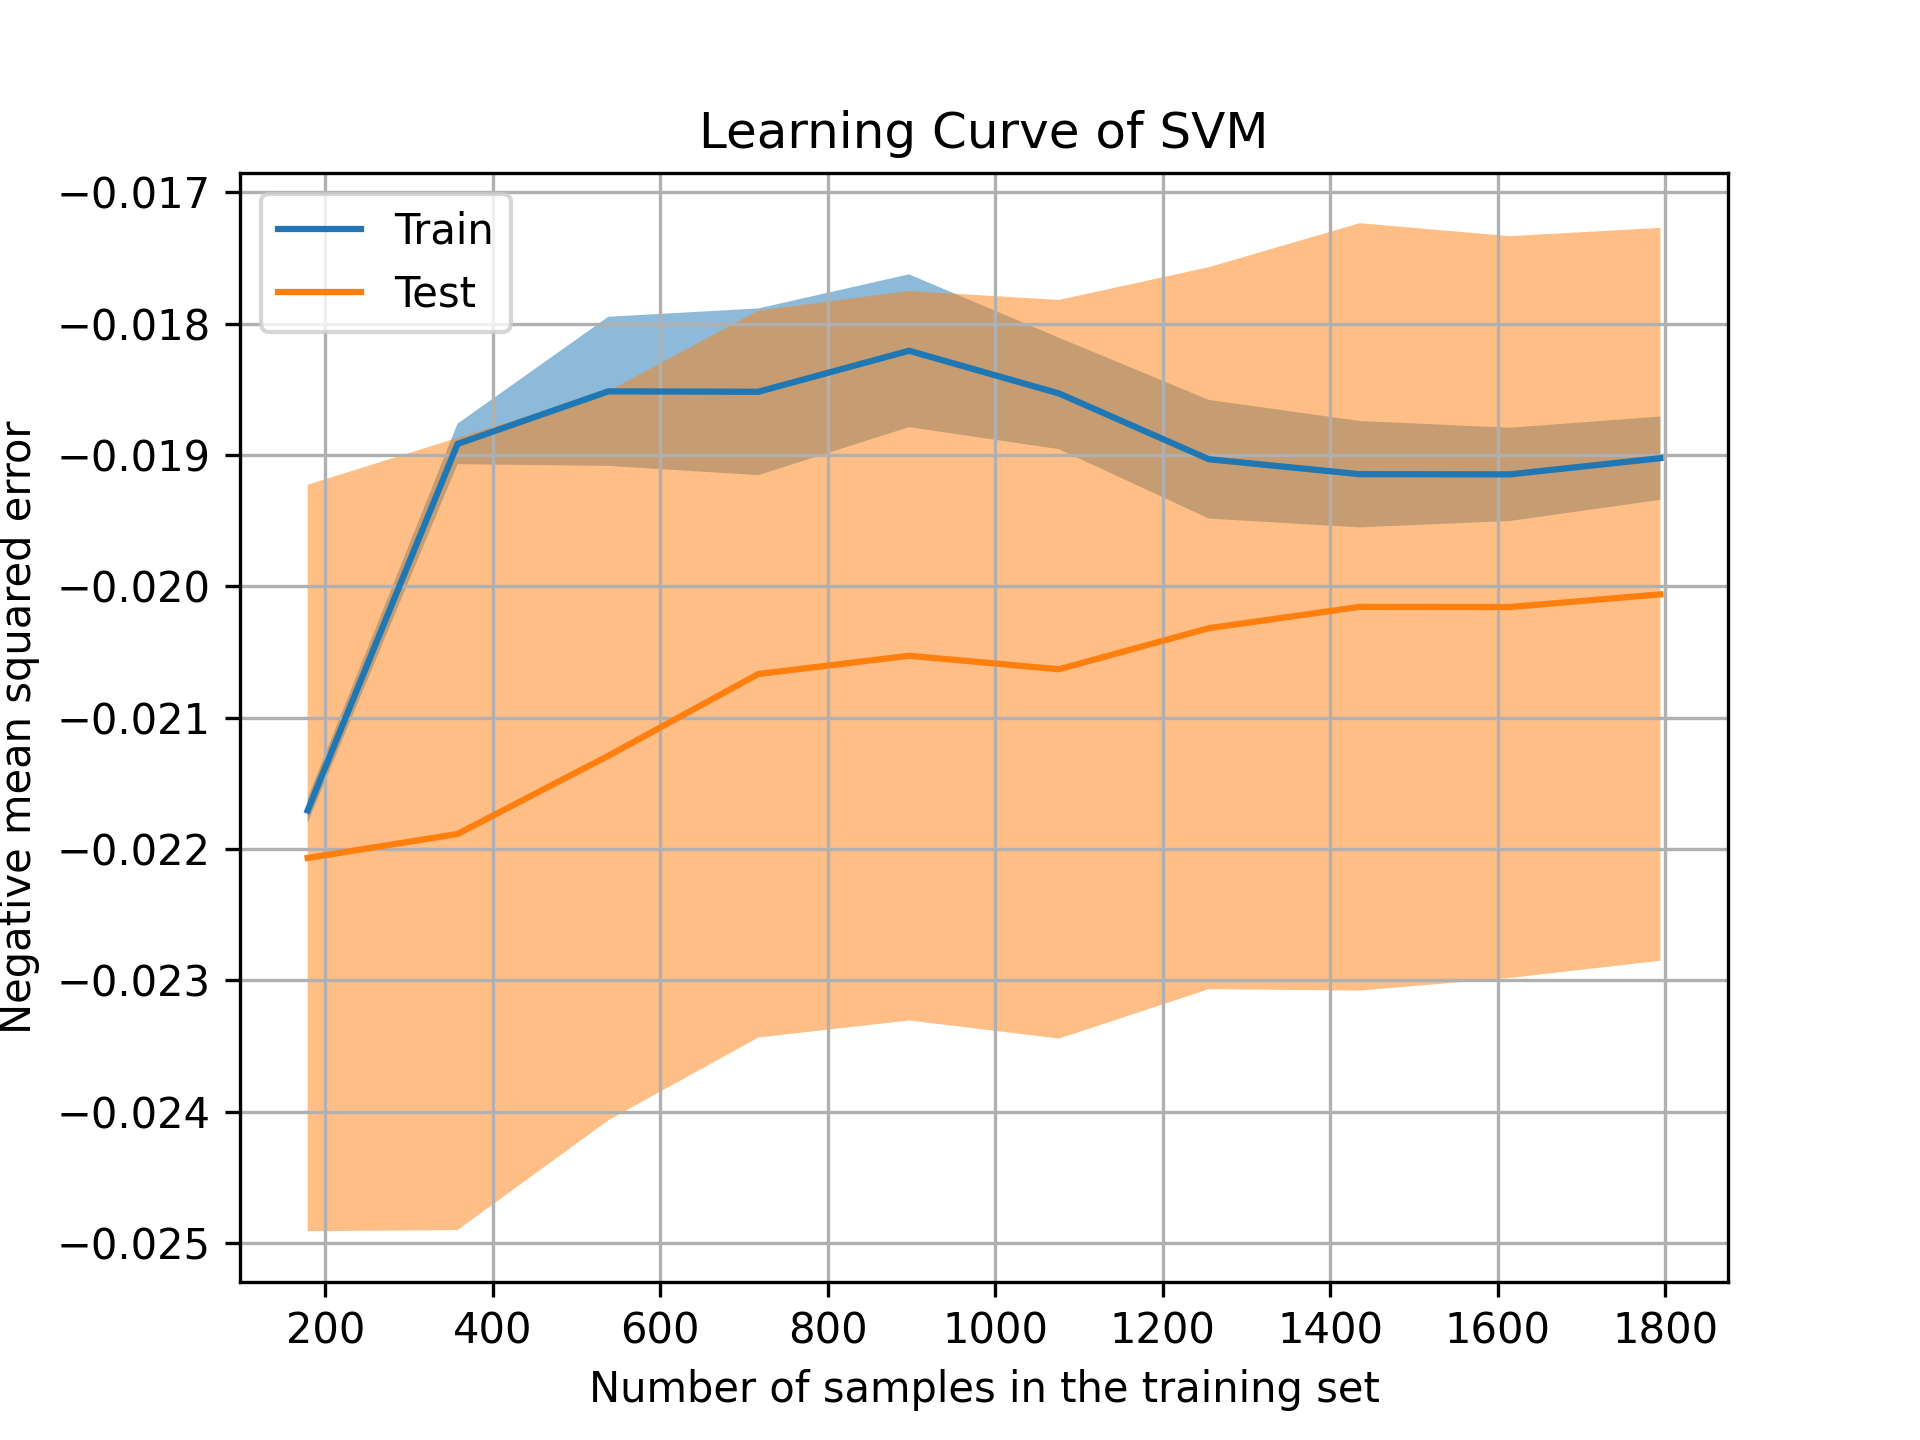 Learning Curve of SVM
−0.017
−0.018
−0.019
−0.020
−0.021
−0.022
−0.023
−0.024
−0.025
Negative mean squared error
Train
Test
200 400 600 800 1000 1200 1400 1600 1800
Number of samples in the training set